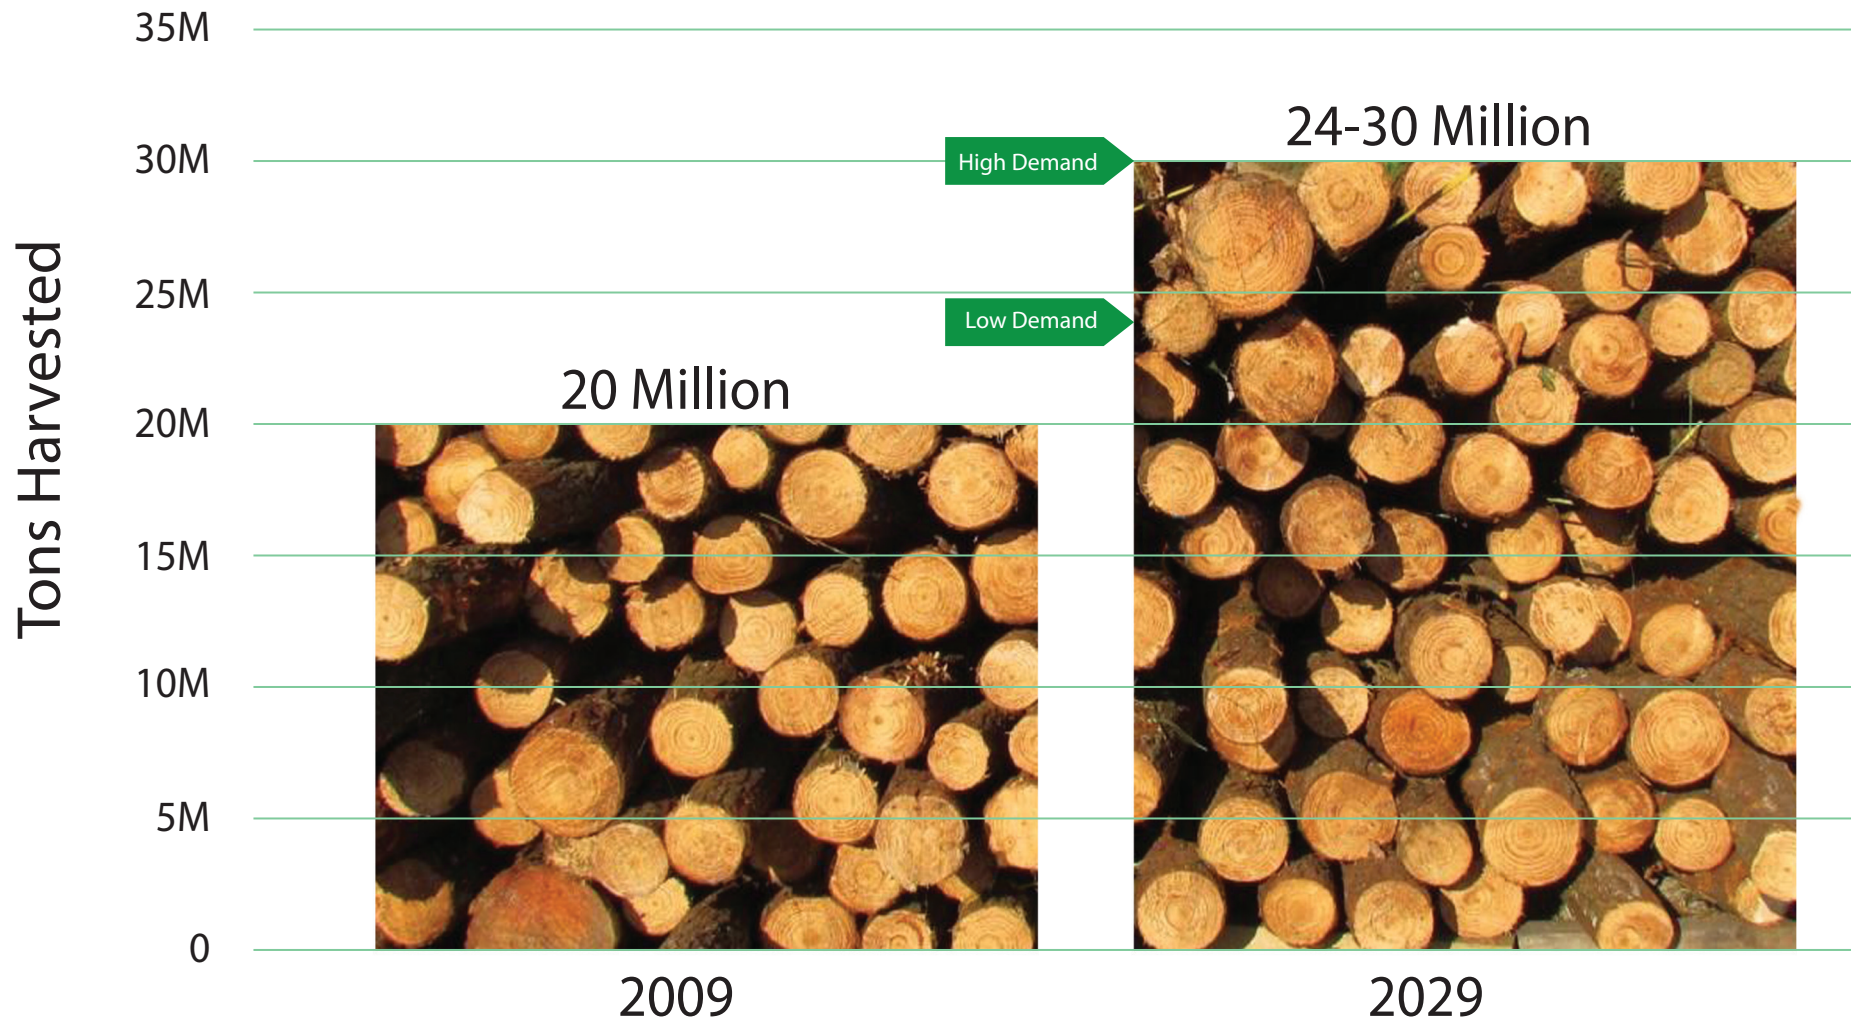 35M
30M
25M
20M
15M
10M
5M
0
Tons Harvested
High Demand
Low Demand
20 Million
24-30 Million
2009
2029